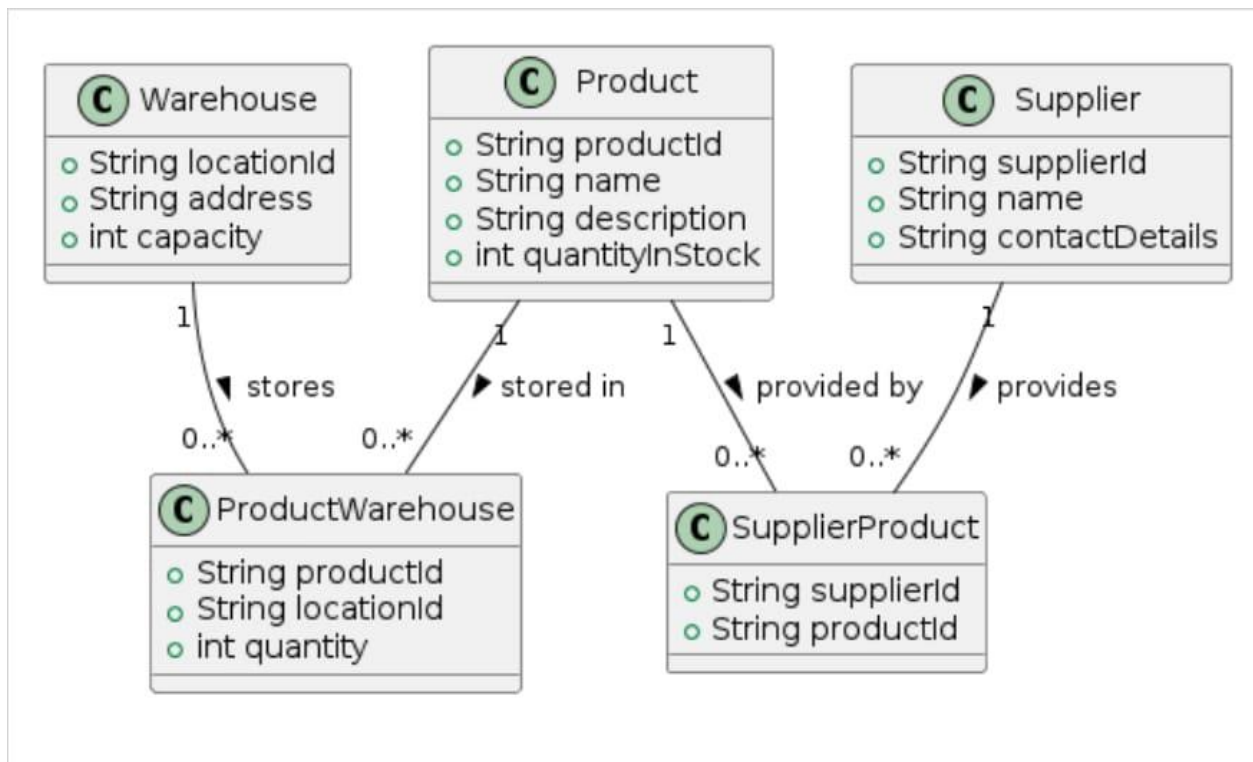 C Warehouse
String locationId
String address
int capacity
C Product
String productId
String name
String description
int quantityInStock
C Supplier
String supplierId
String name
String contactDetails
1
stores
0..*
1
stored in
0..*
1
provided by
0..*
1
provides
0..*
C ProductWarehouse
String productId
String locationId
int quantity
C SupplierProduct
String supplierId
String productId